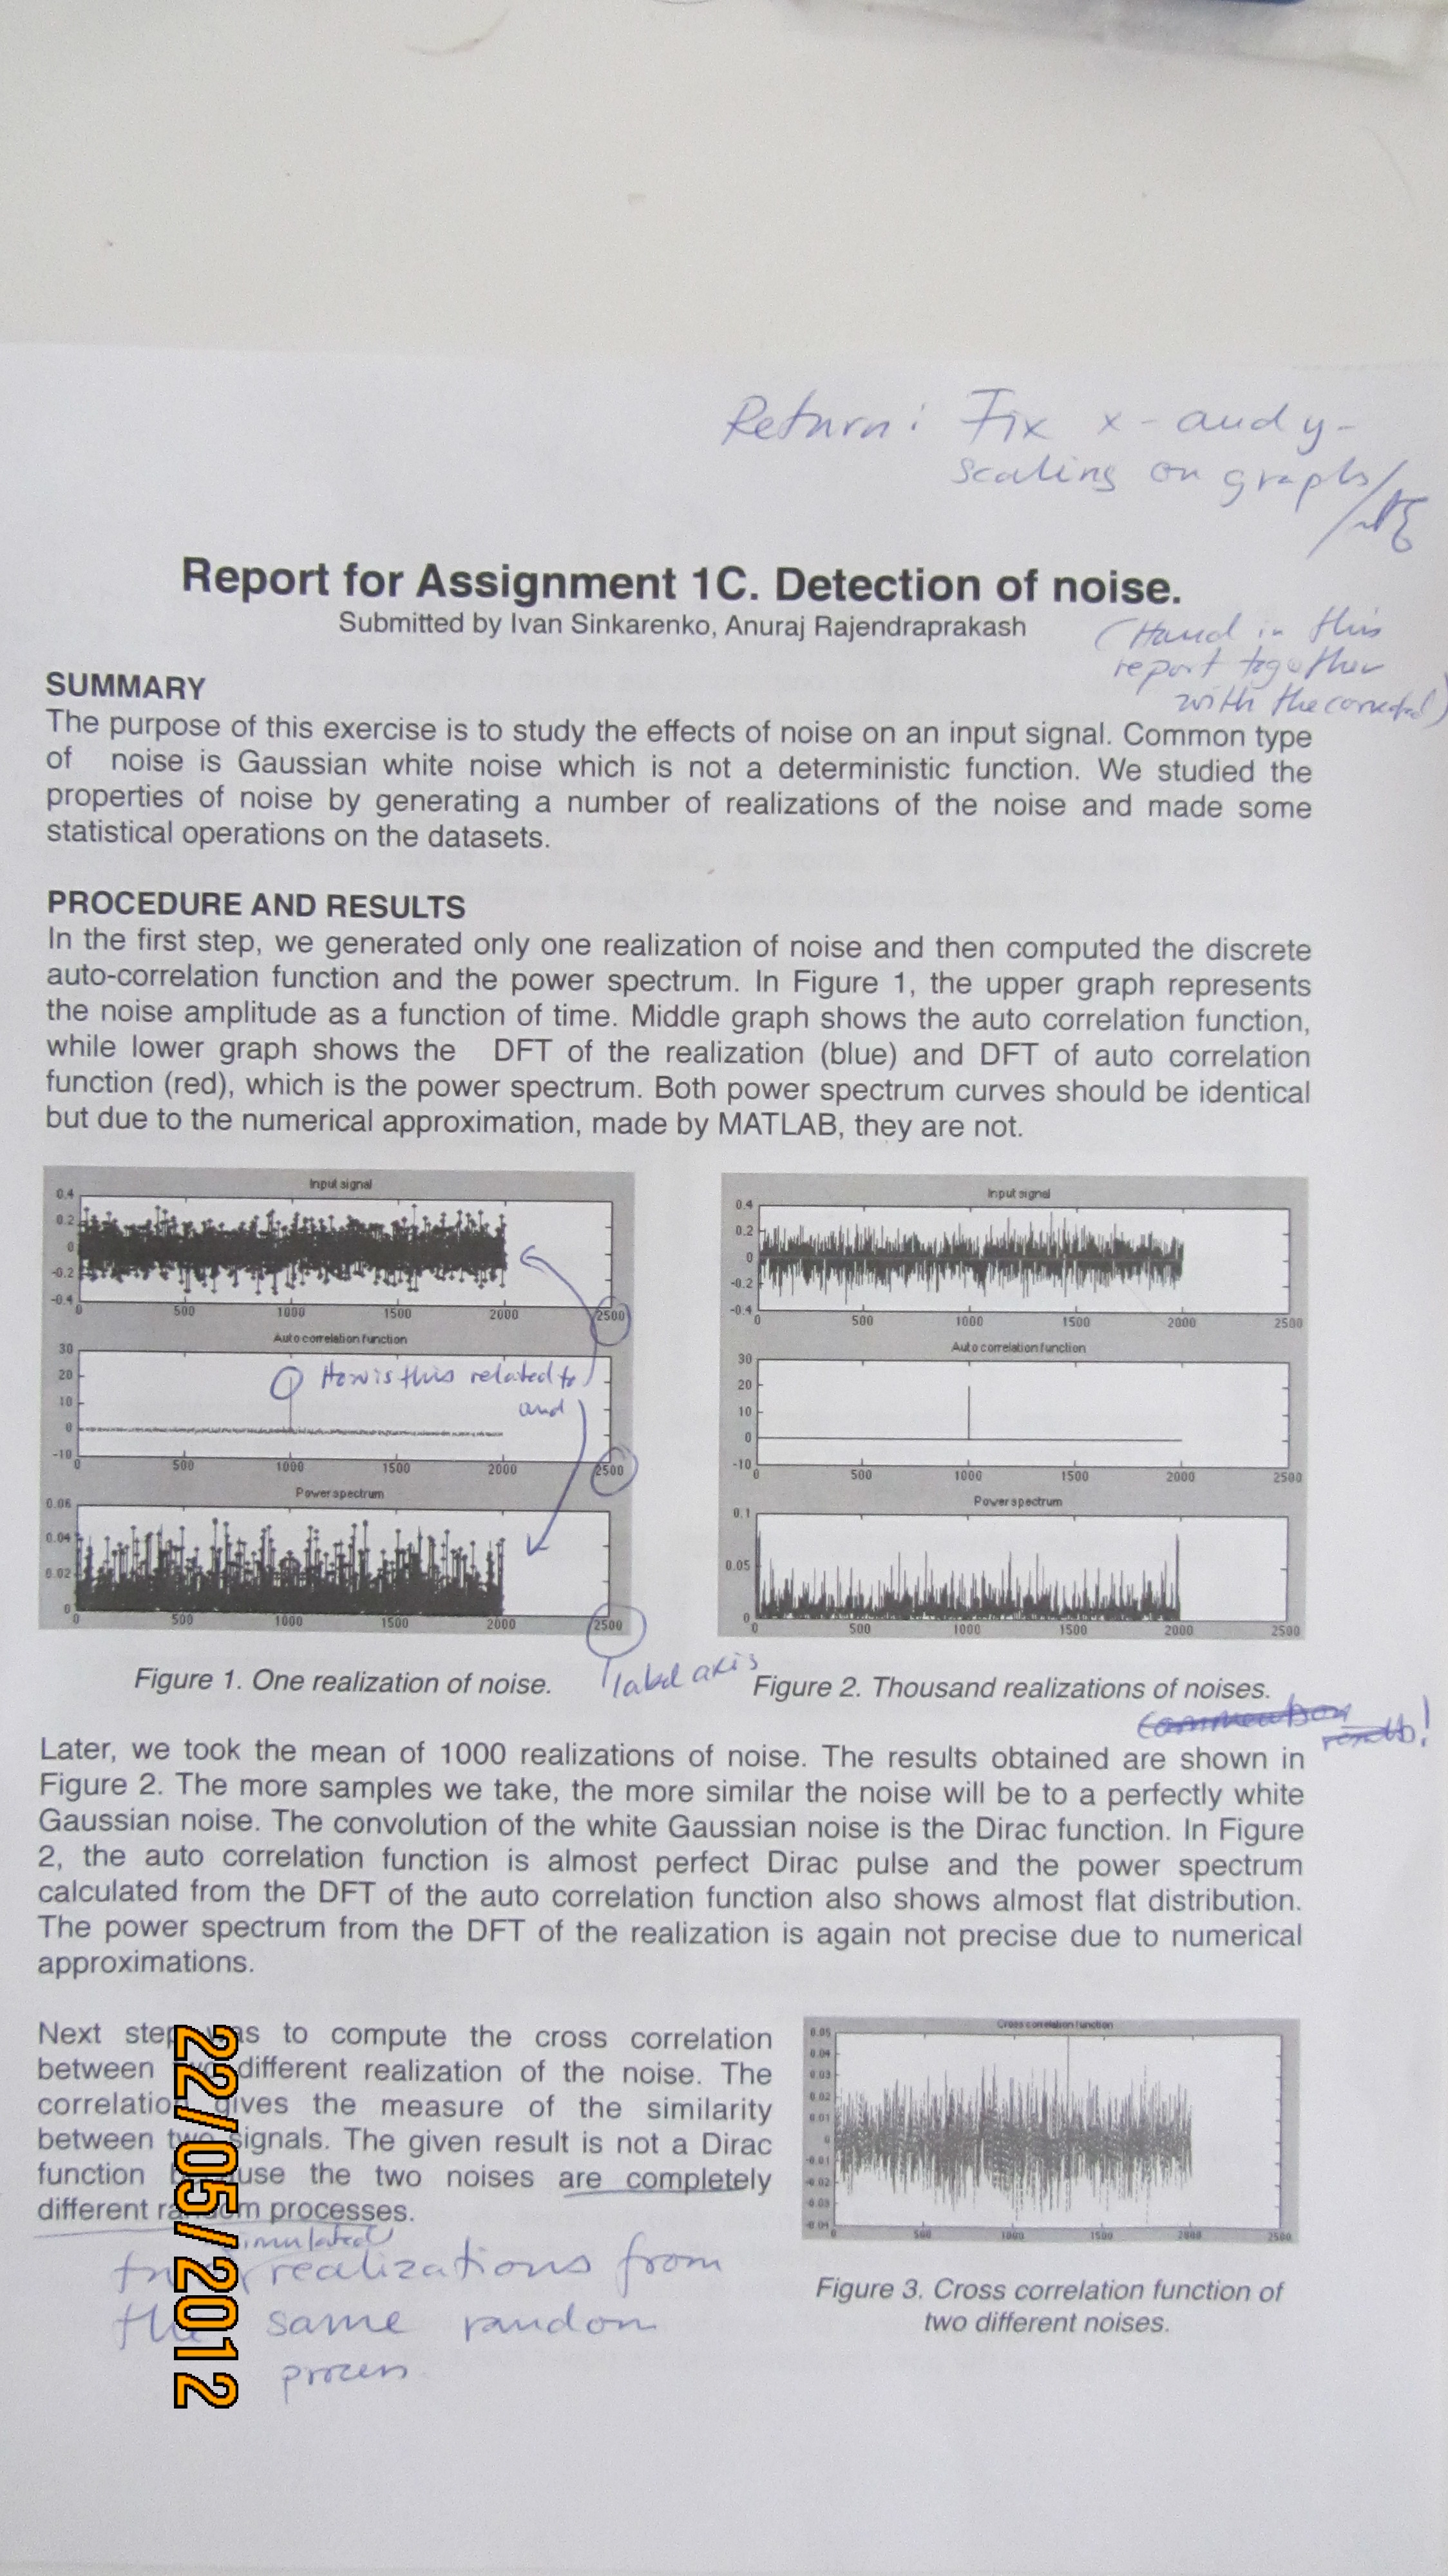 Return: Fix x- and y-
scaling on graphs
Report for Assignment 1C. Detection of noise.
Submitted by Ivan Sinkarenko, Anuraj Rajendraprakash
(Hand in this
report together
with the corrected)
SUMMARY
The purpose of this exercise is to study the effects of noise on an input signal. Common type
of noise is Gaussian white noise which is not a deterministic function. We studied the
properties of noise by generating a number of realizations of the noise and made some
statistical operations on the datasets.
PROCEDURE AND RESULTS
In the first step, we generated only one realization of noise and then computed the discrete
auto-correlation function and the power spectrum. In Figure 1, the upper graph represents
the noise amplitude as a function of time. Middle graph shows the auto correlation function,
while lower graph shows the DFT of the realization (blue) and DFT of auto correlation
function (red), which is the power spectrum. Both power spectrum curves should be identical
but due to the numerical approximation, made by MATLAB, they are not.
Input signal
0.4
0.2
0
-0.2
-0.4
0 500 1000 1500 2000 2500
Auto correlation function
30
20
10
0
-10
How is this related to
and
0 500 1000 1500 2000 2500
Power spectrum
0.06
0.04
0.02
0
0 500 1000 1500 2000 2500
label axis
Figure 1. One realization of noise.
Input signal
0.4
0.2
0
-0.2
-0.4
0 500 1000 1500 2000 2500
Auto correlation function
30
20
10
0
-10
0 500 1000 1500 2000 2500
Power spectrum
0.1
0.05
0
0 500 1000 1500 2000 2500
Figure 2. Thousand realizations of noises.
Later, we took the mean of 1000 realizations of noise. The results obtained are shown in
Figure 2. The more samples we take, the more similar the noise will be to a perfectly white
Gaussian noise. The convolution of the white Gaussian noise is the Dirac function. In Figure
2, the auto correlation function is almost perfect Dirac pulse and the power spectrum
calculated from the DFT of the auto correlation function also shows almost flat distribution.
The power spectrum from the DFT of the realization is again not precise due to numerical
approximations.
Next step was to compute the cross correlation
between two different realization of the noise. The
correlation gives the measure of the similarity
between two signals. The given result is not a Dirac
function because the two noises are completely
different random processes.
simulated
two realizations from
the same random
process.
Cross correlation function
0.05
0.04
0.03
0.02
0.01
0
-0.01
-0.02
-0.03
-0.04
0 500 1000 1500 2000 2500
Figure 3. Cross correlation function of
two different noises.
22/05/2012